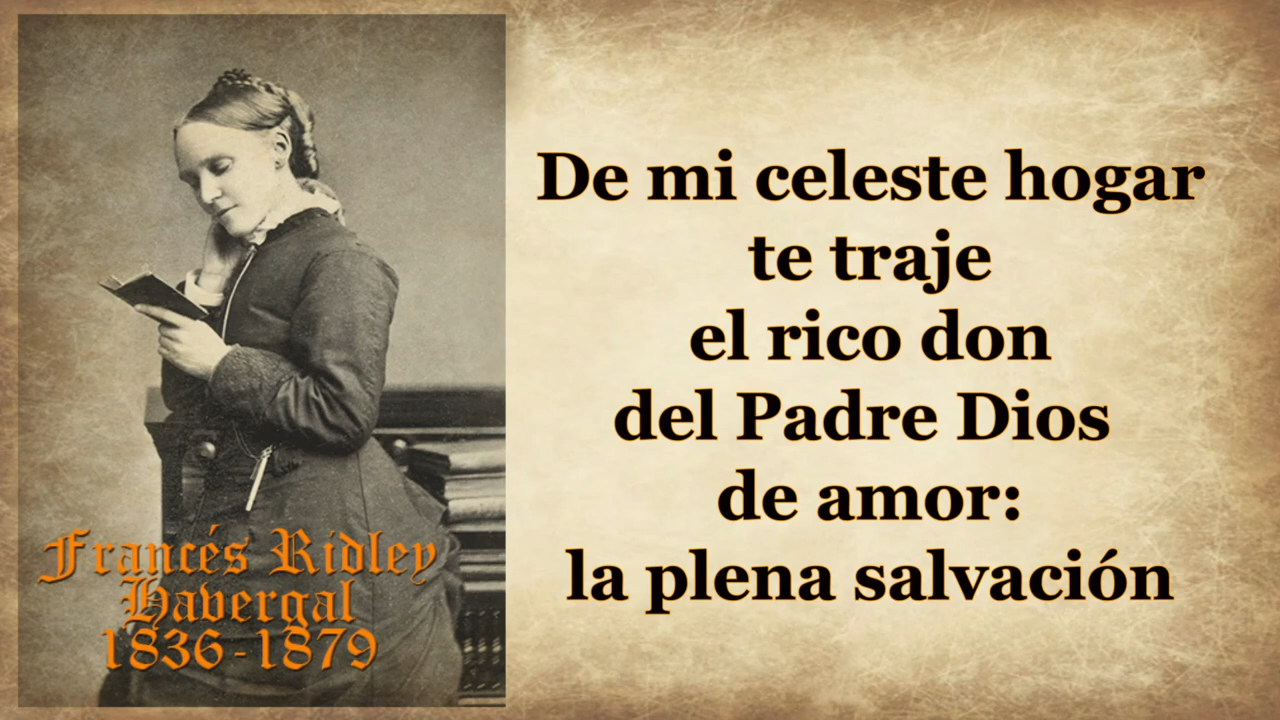 De mi celeste hogar
te traje
el rico don
del Padre Dios
de amor:
la plena salvación
Francés Ridley
Havergal
1836-1879